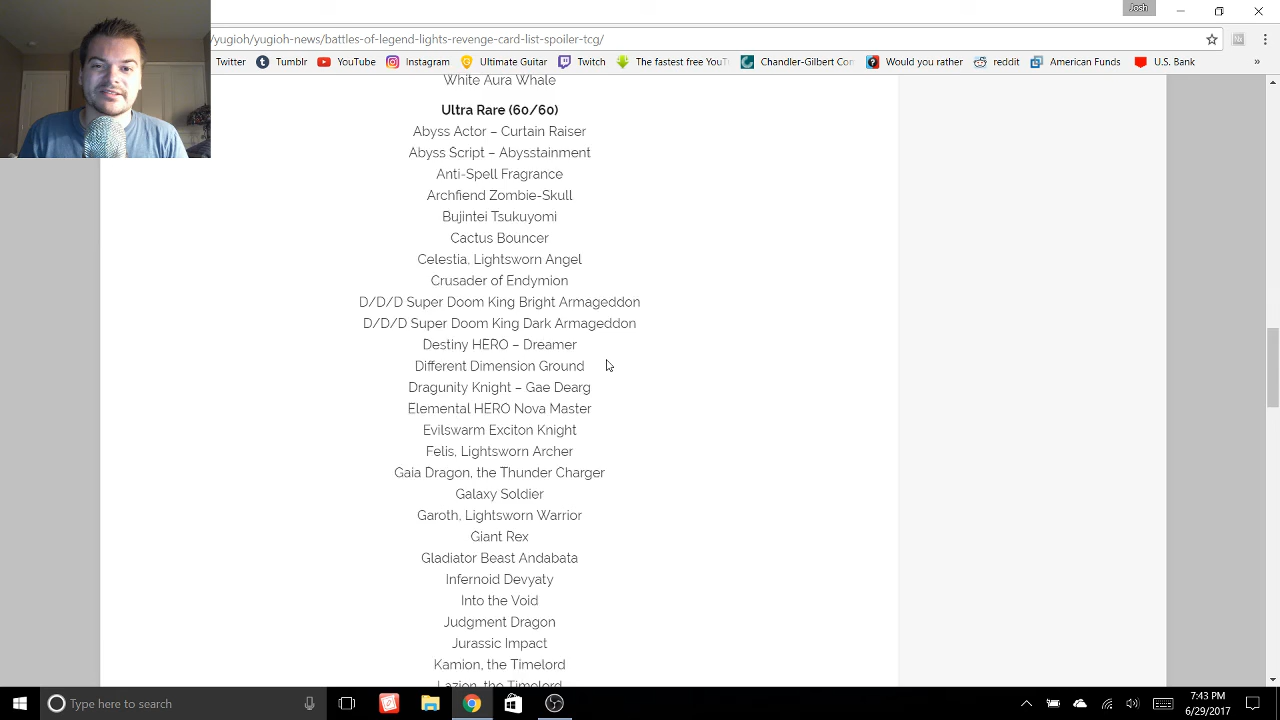 Josh
/yugioh/yugioh-news/battles-of-legend-lights-revenge-card-list-spoiler-tcg/
Twitter Tumblr YouTube Instagram Ultimate Guitar Twitch The fastest free YouT Chandler-Gilbert Com Would you rather reddit American Funds U.S. Bank »
White Aura Whale
Ultra Rare (60/60)
Abyss Actor – Curtain Raiser
Abyss Script – Abysstainment
Anti-Spell Fragrance
Archfiend Zombie-Skull
Bujintei Tsukuyomi
Cactus Bouncer
Celestia, Lightsworn Angel
Crusader of Endymion
D/D/D Super Doom King Bright Armageddon
D/D/D Super Doom King Dark Armageddon
Destiny HERO – Dreamer
Different Dimension Ground
Dragunity Knight – Gae Dearg
Elemental HERO Nova Master
Evilswarm Exciton Knight
Felis, Lightsworn Archer
Gaia Dragon, the Thunder Charger
Galaxy Soldier
Garoth, Lightsworn Warrior
Giant Rex
Gladiator Beast Andabata
Infernoid Devyaty
Into the Void
Judgment Dragon
Jurassic Impact
Kamion, the Timelord
Lazion, the Timelord
Type here to search
7:43 PM
6/29/2017